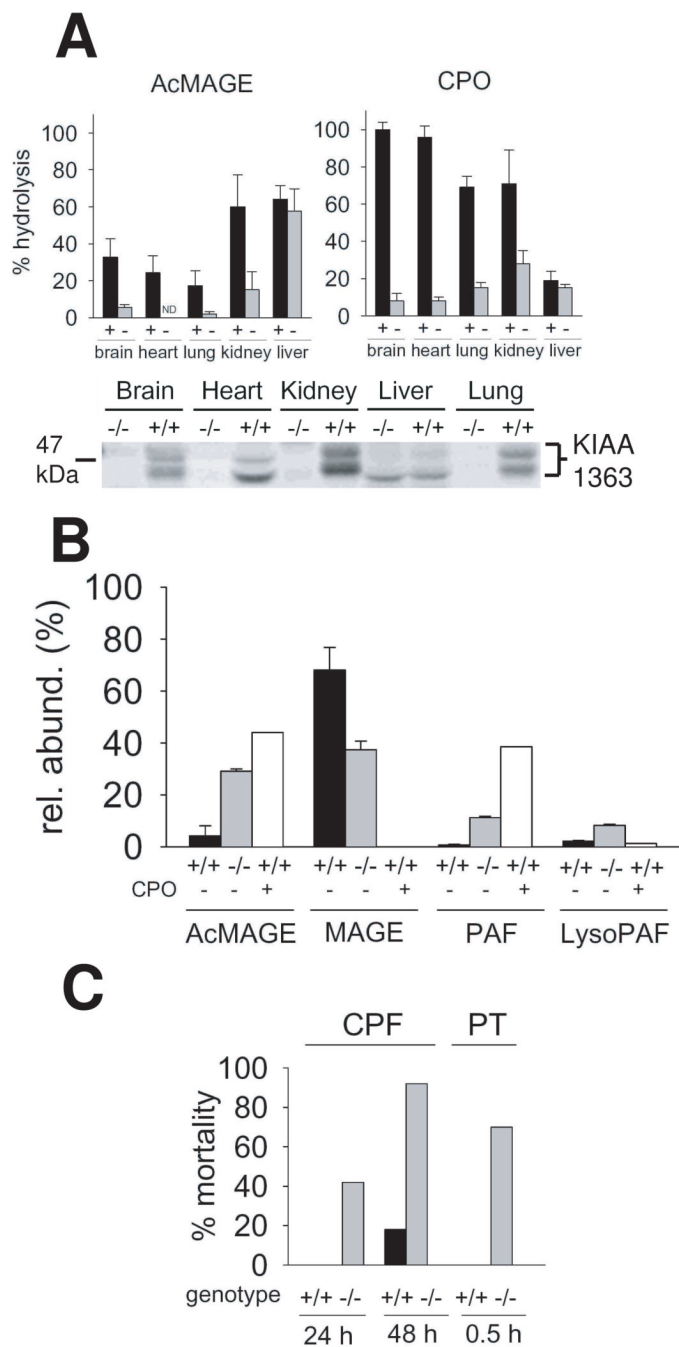 A
AcMAGE CPO
% hydrolysis
100 100
80 80
60 60
40 40
20 20
0 0
ND
+ - + - + - + - + - + - + - + - + - + -
brain heart lung kidney liver brain heart lung kidney liver
Brain Heart Kidney Liver Lung
-/- +/+ -/- +/+ -/- +/+ -/- +/+ -/- +/+
47 kDa
KIAA 1363
B
rel. abund. (%)
100
80
60
40
20
0
+/+ -/- +/+ +/+ -/- +/+ +/+ -/- +/+ +/+ -/- +/+
CPO - - + - - + - - + - - +
AcMAGE MAGE PAF LysoPAF
C
CPF PT
% mortality
100
80
60
40
20
0
genotype +/+ -/- +/+ -/- +/+ -/-
24 h 48 h 0.5 h